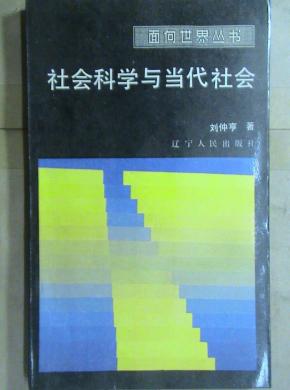 面向世界丛书
社会科学与当代社会
刘仲亨 著
辽宁人民出版社